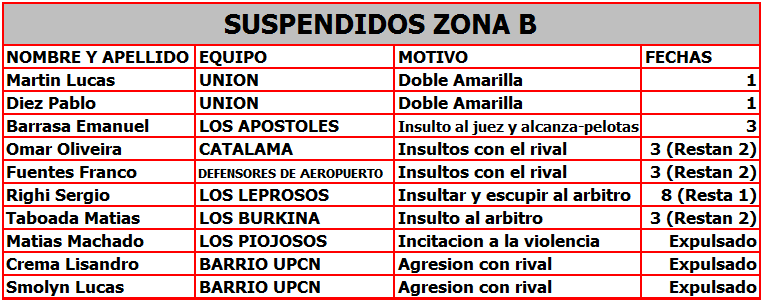 SUSPENDIDOS ZONA B
NOMBRE Y APELLIDO EQUIPO MOTIVO FECHAS
Martin Lucas UNION Doble Amarilla 1
Diez Pablo UNION Doble Amarilla 1
Barrasa Emanuel LOS APOSTOLES Insulto al juez y alcanza-pelotas 3
Omar Oliveira CATALAMA Insultos con el rival 3 (Restan 2)
Fuentes Franco DEFENSORES DE AEROPUERTO Insultos con el rival 3 (Restan 2)
Righi Sergio LOS LEPROSOS Insultar y escupir al arbitro 8 (Resta 1)
Taboada Matias LOS BURKINA Insulto al arbitro 3 (Restan 2)
Matias Machado LOS PIOJOSOS Incitacion a la violencia Expulsado
Crema Lisandro BARRIO UPCN Agresion con rival Expulsado
Smolyn Lucas BARRIO UPCN Agresion con rival Expulsado